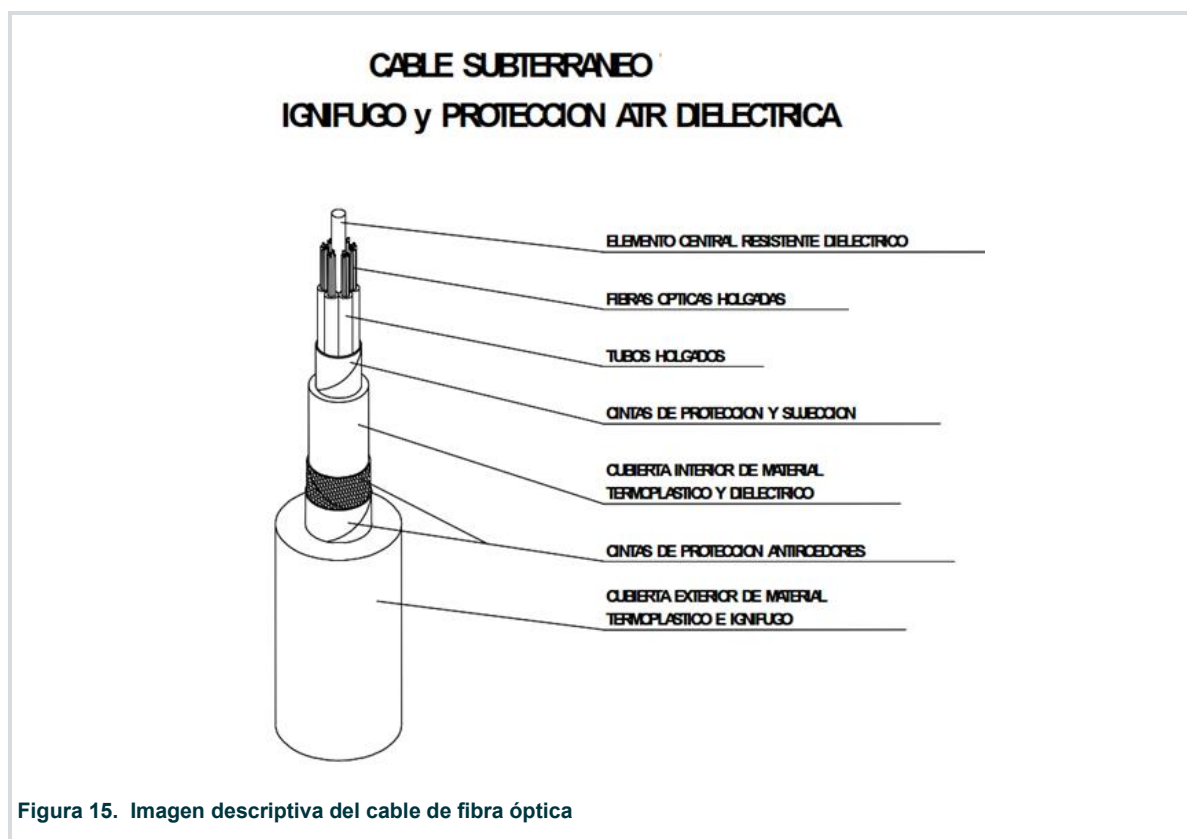 CABLE SUBTERRANEO
IGNIFUGO y PROTECCION ATR DIELECTRICA
ELEMENTO CENTRAL RESISTENTE DIELECTRICO
FIBRAS OPTICAS HOLGADAS
TUBOS HOLGADOS
CINTAS DE PROTECCION Y SUJECCION
CUBIERTA INTERIOR DE MATERIAL
TERMOPLASTICO Y DIELECTRICO
CINTAS DE PROTECCION ANTIROEDORES
CUBIERTA EXTERIOR DE MATERIAL
TERMOPLASTICO E IGNIFUGO
Figura 15. Imagen descriptiva del cable de fibra óptica